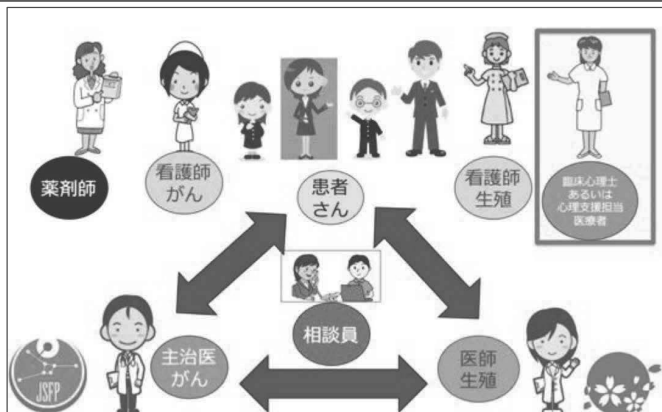 薬剤師
看護師
がん
患者
さん
看護師
生殖
臨床心理士
あるいは
心理支援担当
医療者
相談員
主治医
がん
医師
生殖
JSFP